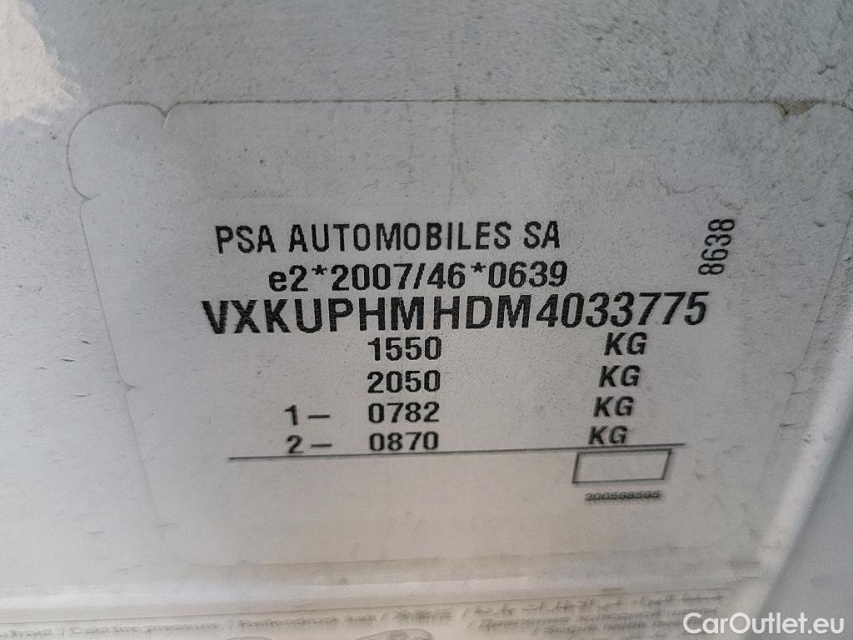 PSA AUTOMOBILES SA
8638
e2*2007/46*0639
VXKUPHMHDM4033775
1550 KG
2050 KG
1– 0782 KG
2– 0870 KG
CarOutlet.eu